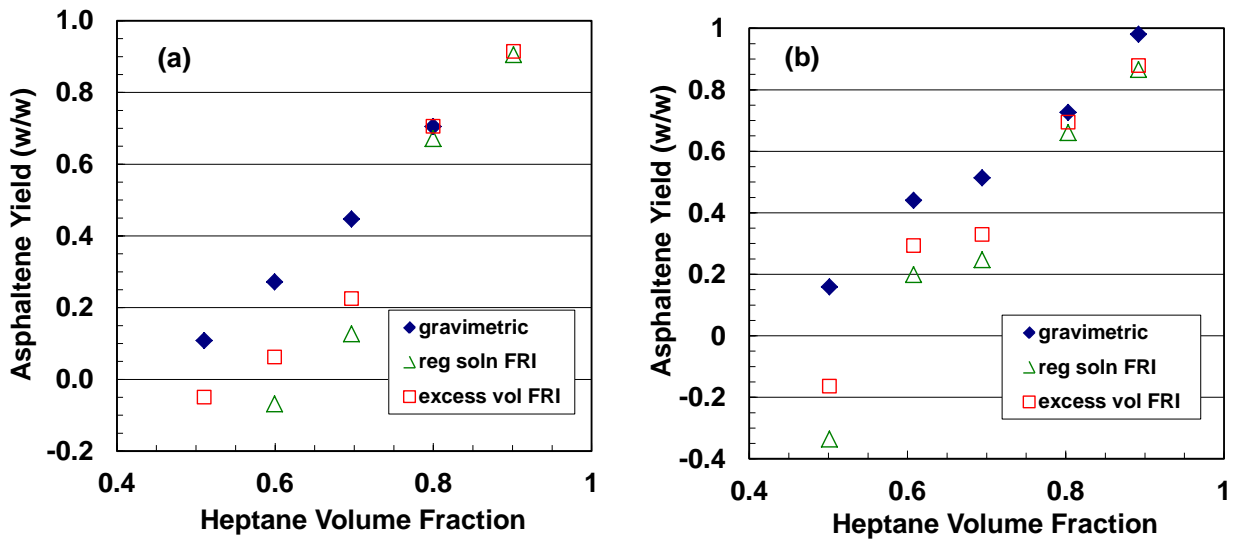 (a)
Asphaltene Yield (w/w)
1.0
0.8
0.6
0.4
0.2
0.0
-0.2
gravimetric
reg soln FRI
excess vol FRI
0.4 0.6 0.8 1
Heptane Volume Fraction
(b)
Asphaltene Yield (w/w)
1
0.8
0.6
0.4
0.2
0
-0.2
-0.4
gravimetric
reg soln FRI
excess vol FRI
0.4 0.6 0.8 1
Heptane Volume Fraction